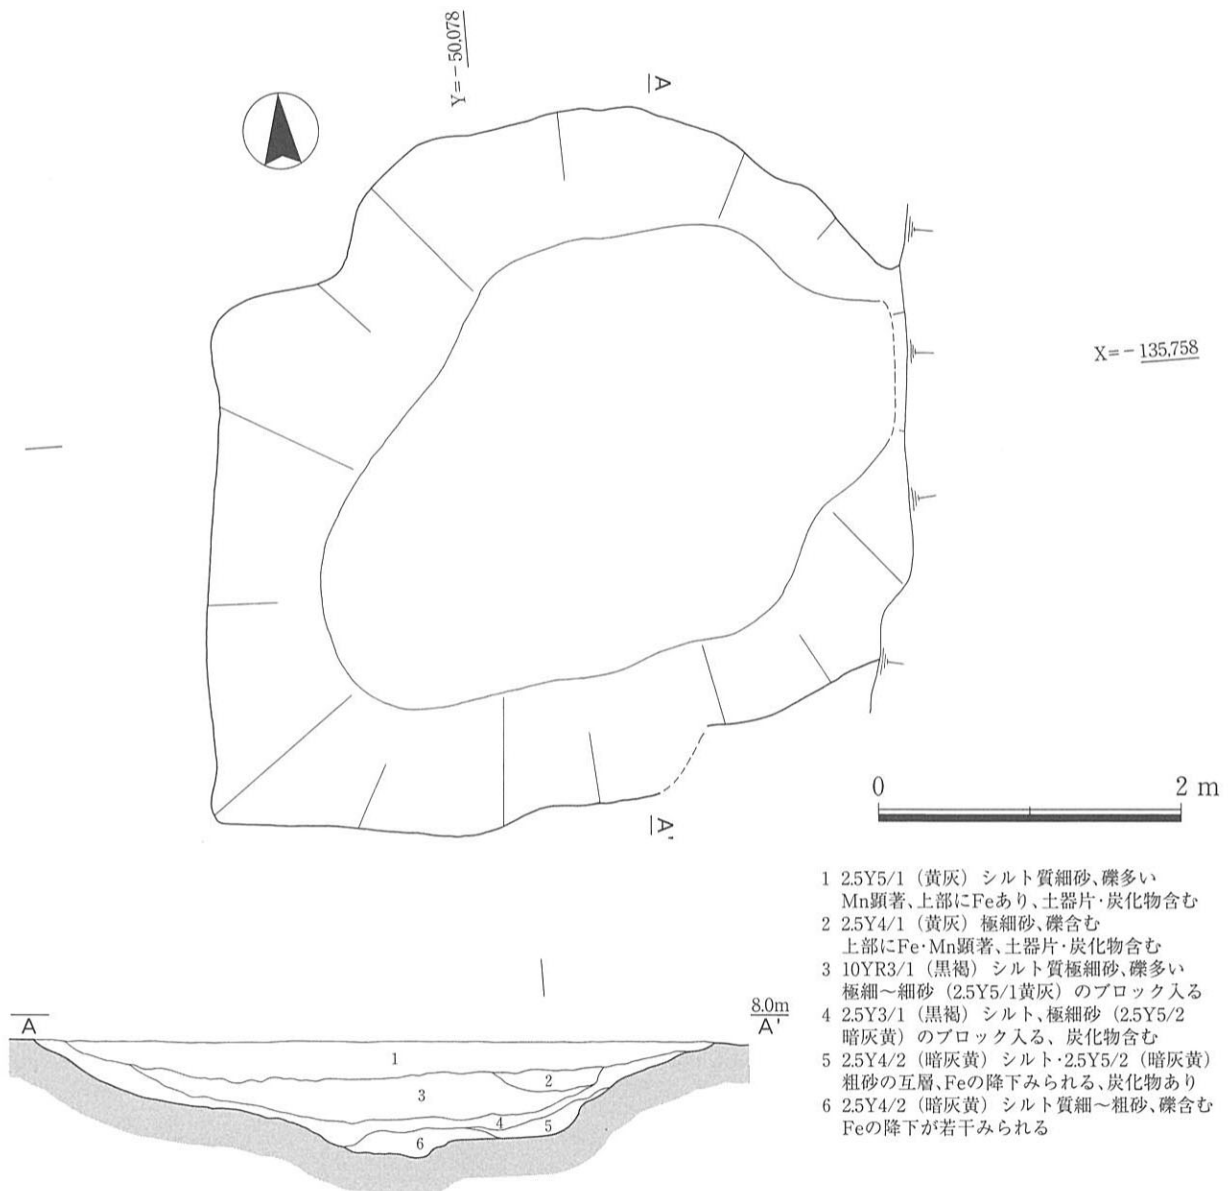 Y=－50,078
A
X=－135,758
A'
0 2 m
8.0m
A A'
1
2
3
4
5
6
1 2.5Y5/1（黄灰）シルト質細砂、礫多い
Mn顕著、上部にFeあり、土器片・炭化物含む
2 2.5Y4/1（黄灰）極細砂、礫含む
上部にFe・Mn顕著、土器片・炭化物含む
3 10YR3/1（黒褐）シルト質極細砂、礫多い
極細～細砂（2.5Y5/1黄灰）のブロック入る
4 2.5Y3/1（黒褐）シルト、極細砂（2.5Y5/2
暗灰黄）のブロック入る、炭化物含む
5 2.5Y4/2（暗灰黄）シルト・2.5Y5/2（暗灰黄）
粗砂の互層、Feの降下みられる、炭化物あり
6 2.5Y4/2（暗灰黄）シルト質細～粗砂、礫含む
Feの降下が若干みられる